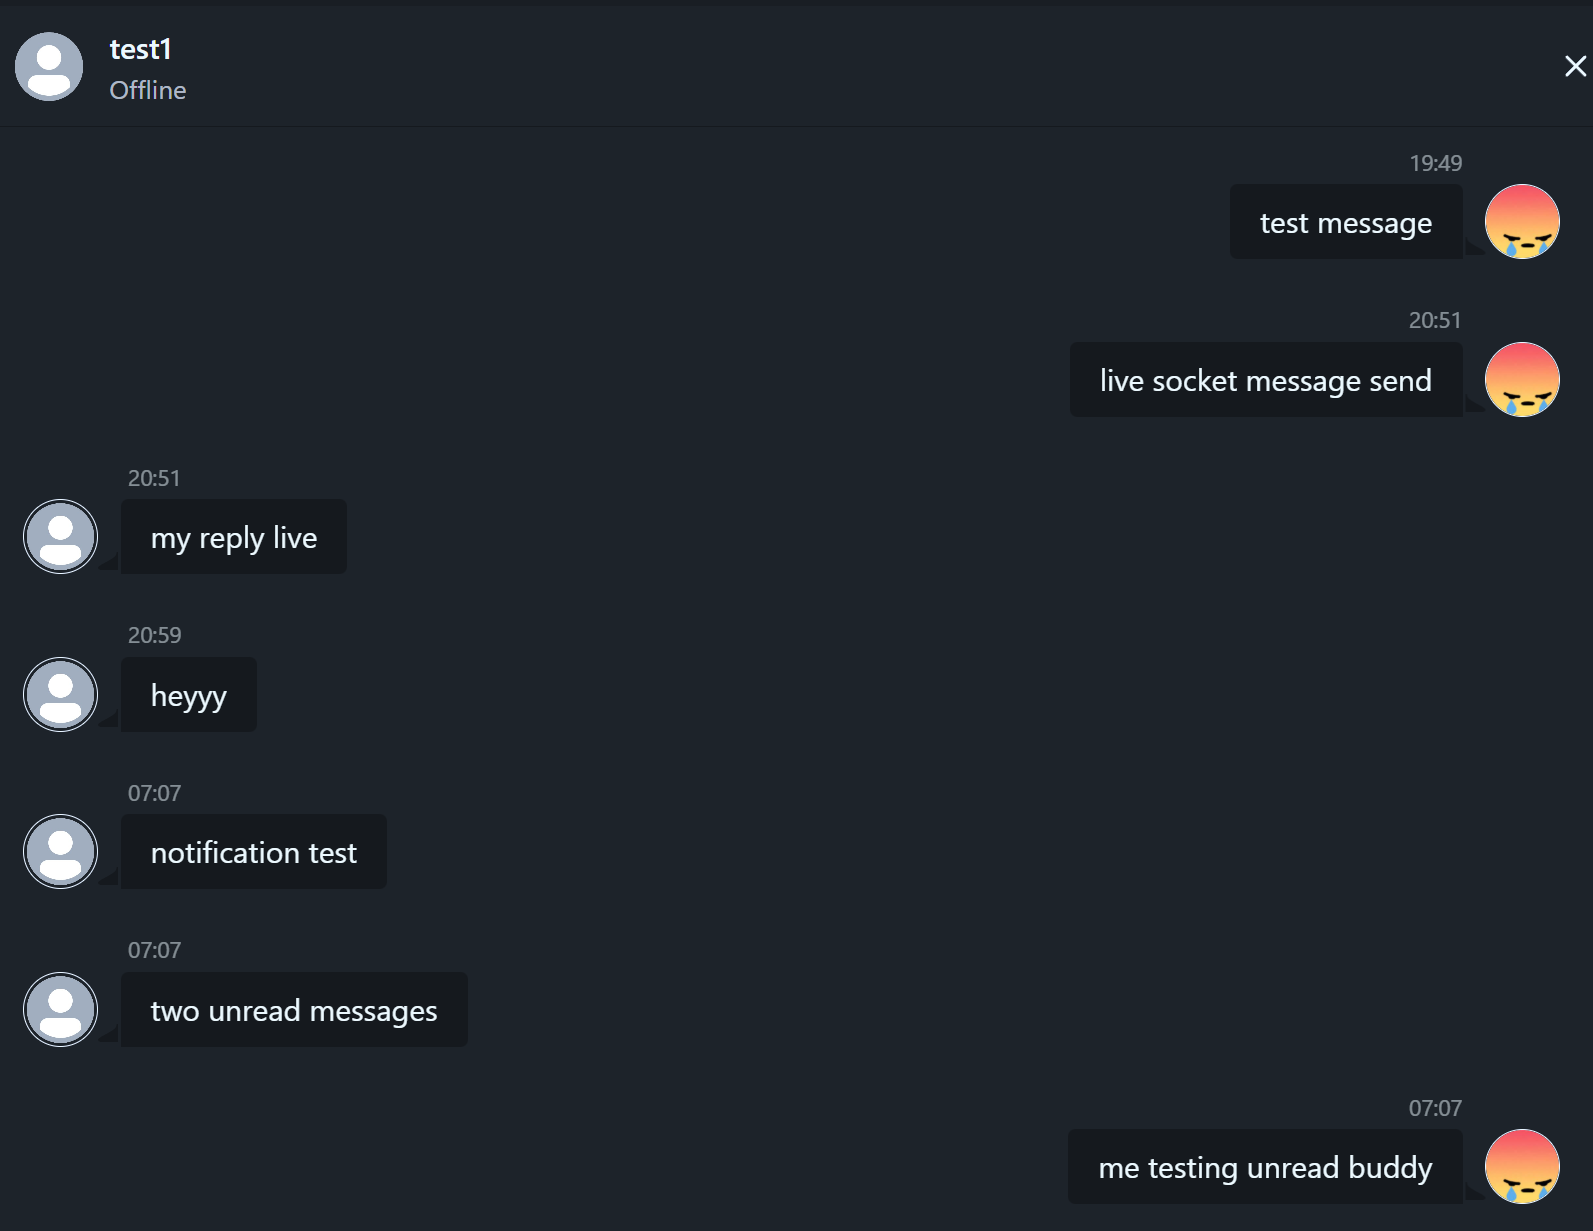 test1
Offline
19:49
test message
20:51
live socket message send
20:51
my reply live
20:59
heyyy
07:07
notification test
07:07
two unread messages
07:07
me testing unread buddy